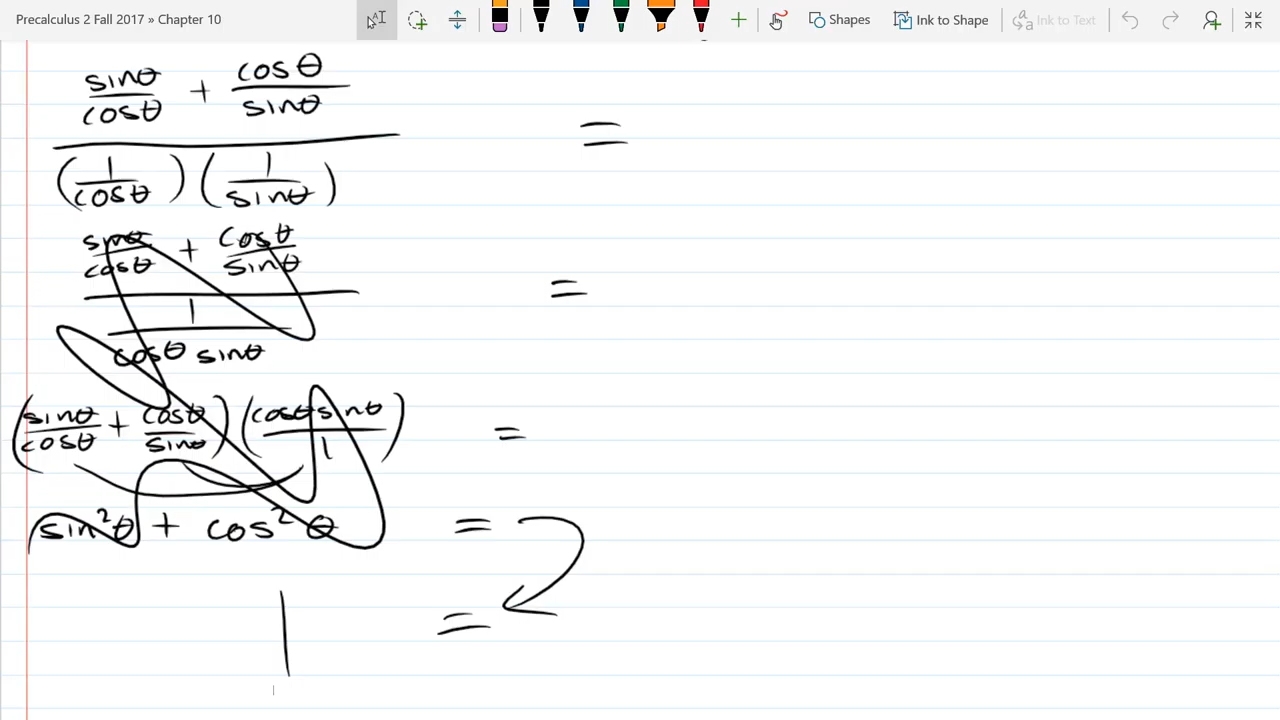 Precalculus 2 Fall 2017 » Chapter 10
Shapes
Ink to Shape
Ink to Text
sinθ/cosθ + cosθ/sinθ =
(1/cosθ)(1/sinθ)
sinθ/cosθ + cosθ/sinθ =
1/cosθ sinθ
(sinθ/cosθ + cosθ/sinθ)(cosθ sinθ/1) =
sin²θ + cos²θ =
1 =